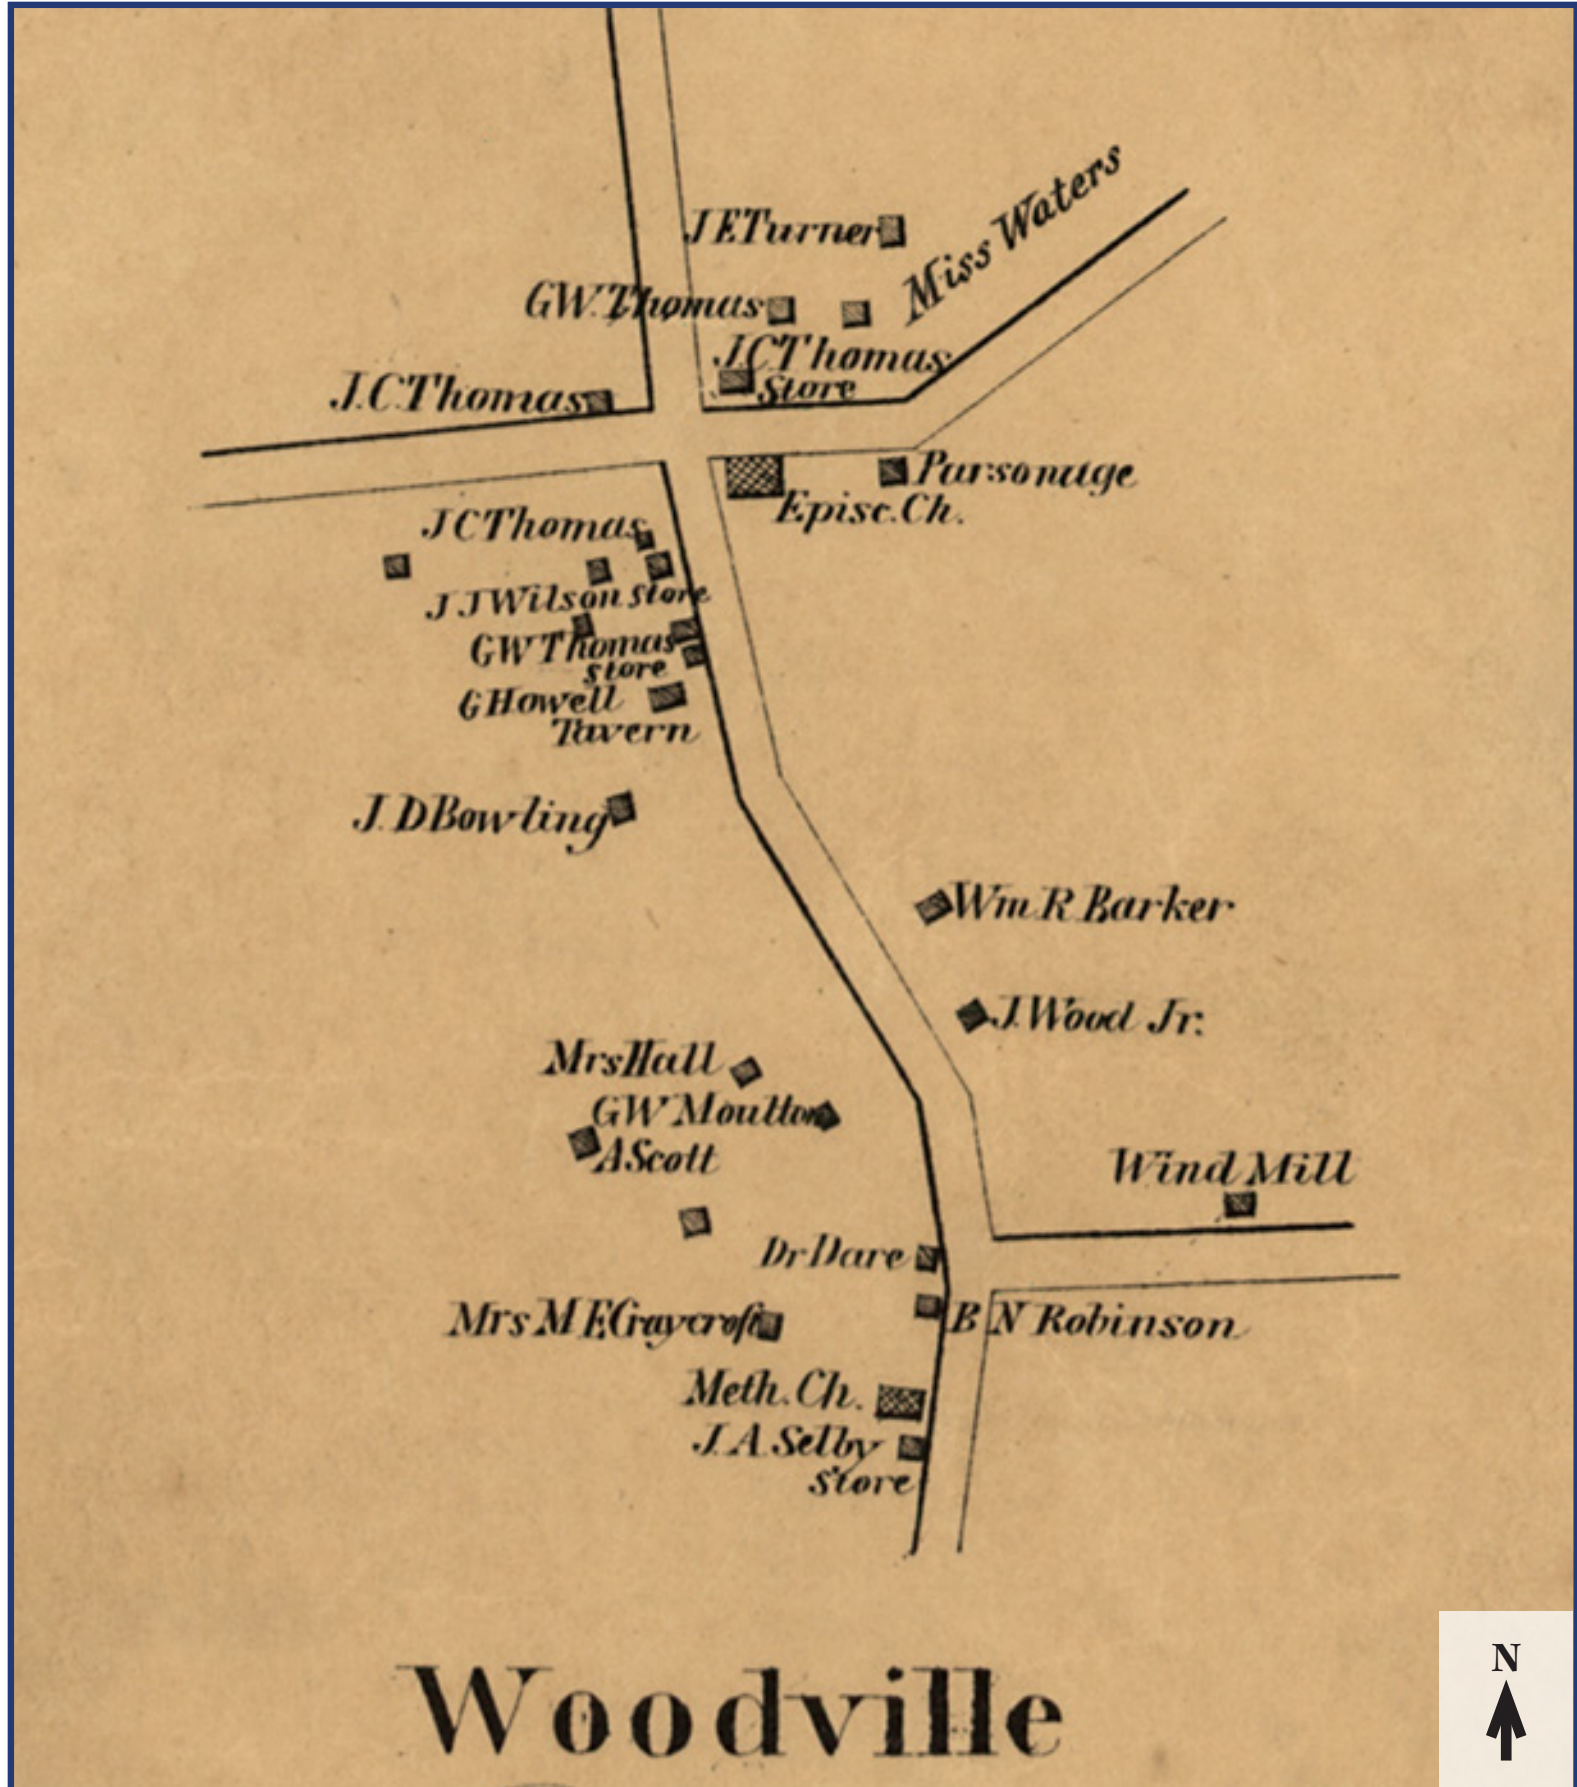 J E Turner
Miss Waters
G W. Thomas
J. C Thomas
Store
J. C Thomas
Parsonage
Episc. Ch.
J C Thomas
J J Wilson Store
G W Thomas
Store
G Howell
Tavern
J. D Bowling
Wm R Barker
J. Wood Jr.
Mrs Hall
G W Moulton
A Scott
Wind Mill
Dr Dare
Mrs M E Graycroft
B N Robinson
Meth. Ch.
J. A Selby
Store
N
Woodville